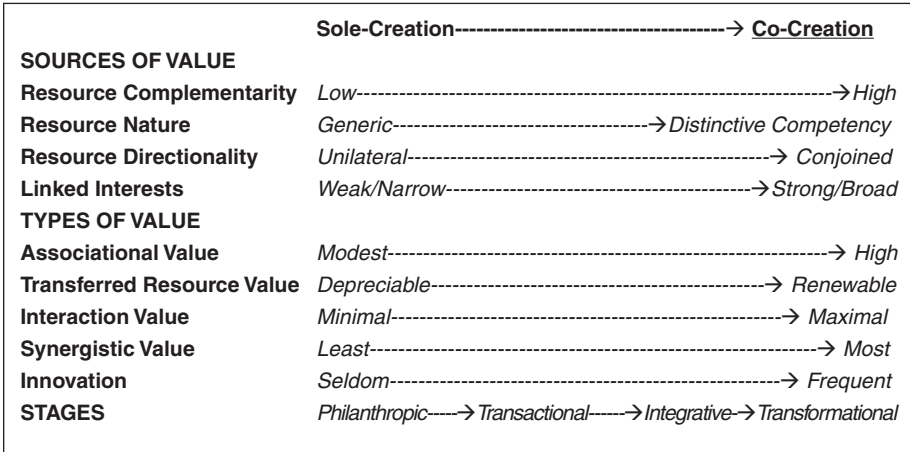 Sole-Creation--------------------------------------→ Co-Creation
SOURCES OF VALUE
Resource Complementarity Low-------------------------------------------------------------------→High
Resource Nature Generic------------------------------------→Distinctive Competency
Resource Directionality Unilateral---------------------------------------------------→ Conjoined
Linked Interests Weak/Narrow-------------------------------------------→Strong/Broad
TYPES OF VALUE
Associational Value Modest-----------------------------------------------------------------→ High
Transferred Resource Value Depreciable-----------------------------------------------→ Renewable
Interaction Value Minimal-------------------------------------------------------→ Maximal
Synergistic Value Least---------------------------------------------------------------→ Most
Innovation Seldom-------------------------------------------------------→ Frequent
STAGES Philanthropic-----→Transactional------→Integrative-→Transformational